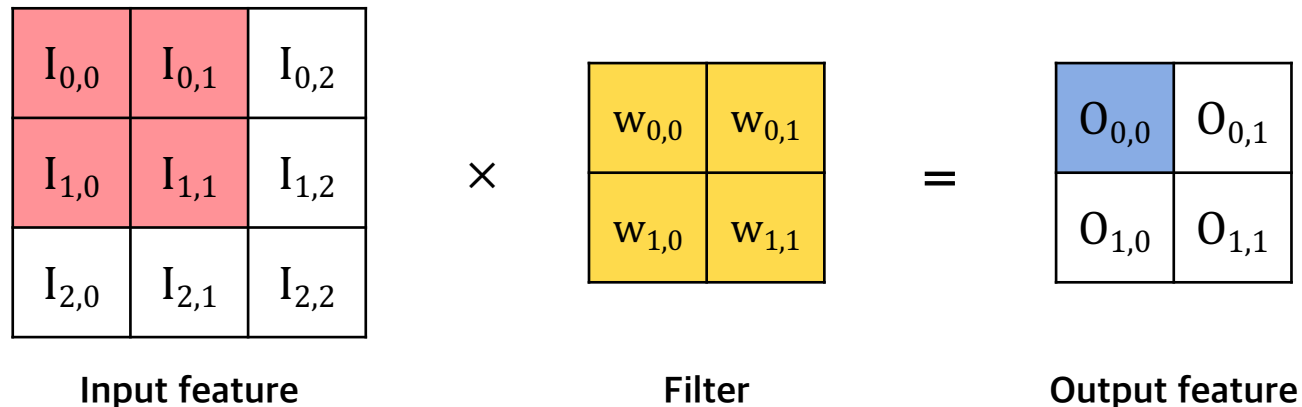 I0,0 I0,1 I0,2
I1,0 I1,1 I1,2
I2,0 I2,1 I2,2
×
w0,0 w0,1
w1,0 w1,1
=
O0,0 O0,1
O1,0 O1,1
Input feature
Filter
Output feature